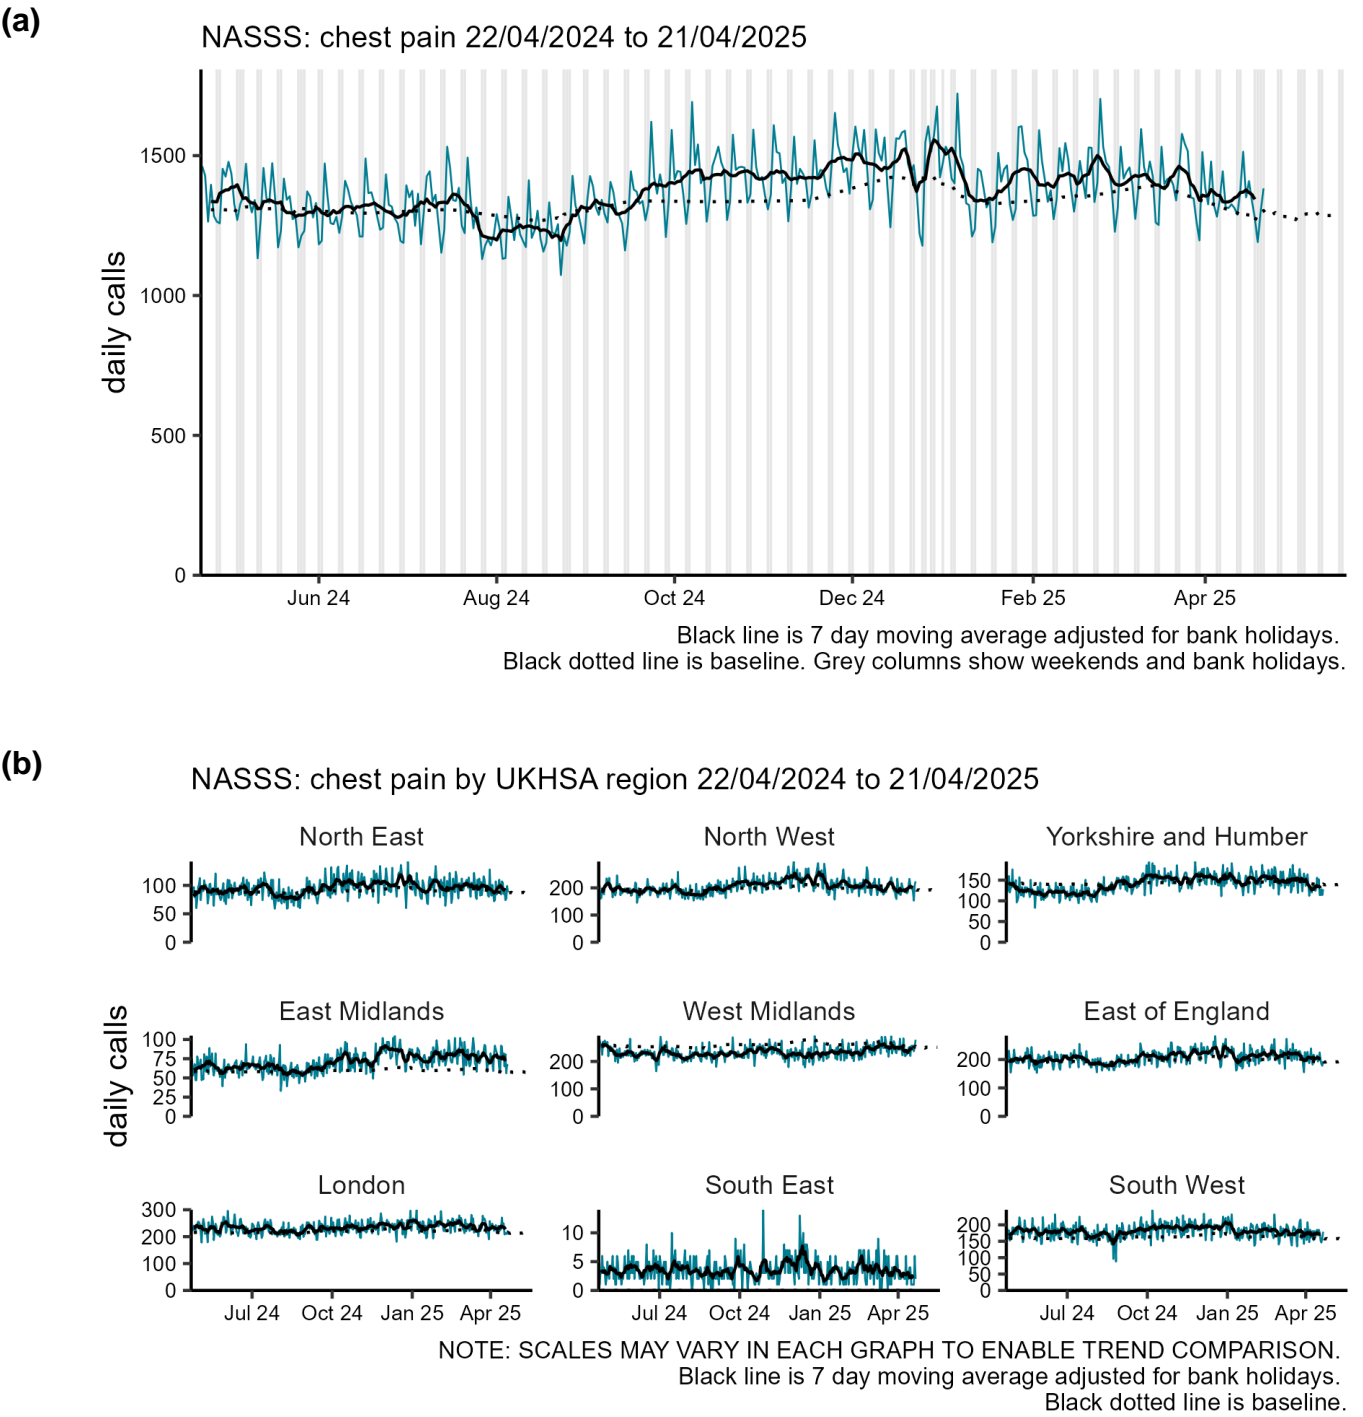 (a)
NASSS: chest pain 22/04/2024 to 21/04/2025
daily calls
1500
1000
500
0
Jun 24 Aug 24 Oct 24 Dec 24 Feb 25 Apr 25
Black line is 7 day moving average adjusted for bank holidays.
Black dotted line is baseline. Grey columns show weekends and bank holidays.
(b)
NASSS: chest pain by UKHSA region 22/04/2024 to 21/04/2025
daily calls
North East
100
50
0
North West
200
100
0
Yorkshire and Humber
150
100
50
0
East Midlands
100
75
50
25
0
West Midlands
200
100
0
East of England
200
100
0
London
300
200
100
0
Jul 24 Oct 24 Jan 25 Apr 25
South East
10
5
0
Jul 24 Oct 24 Jan 25 Apr 25
South West
200
150
100
50
0
Jul 24 Oct 24 Jan 25 Apr 25
NOTE: SCALES MAY VARY IN EACH GRAPH TO ENABLE TREND COMPARISON.
Black line is 7 day moving average adjusted for bank holidays.
Black dotted line is baseline.